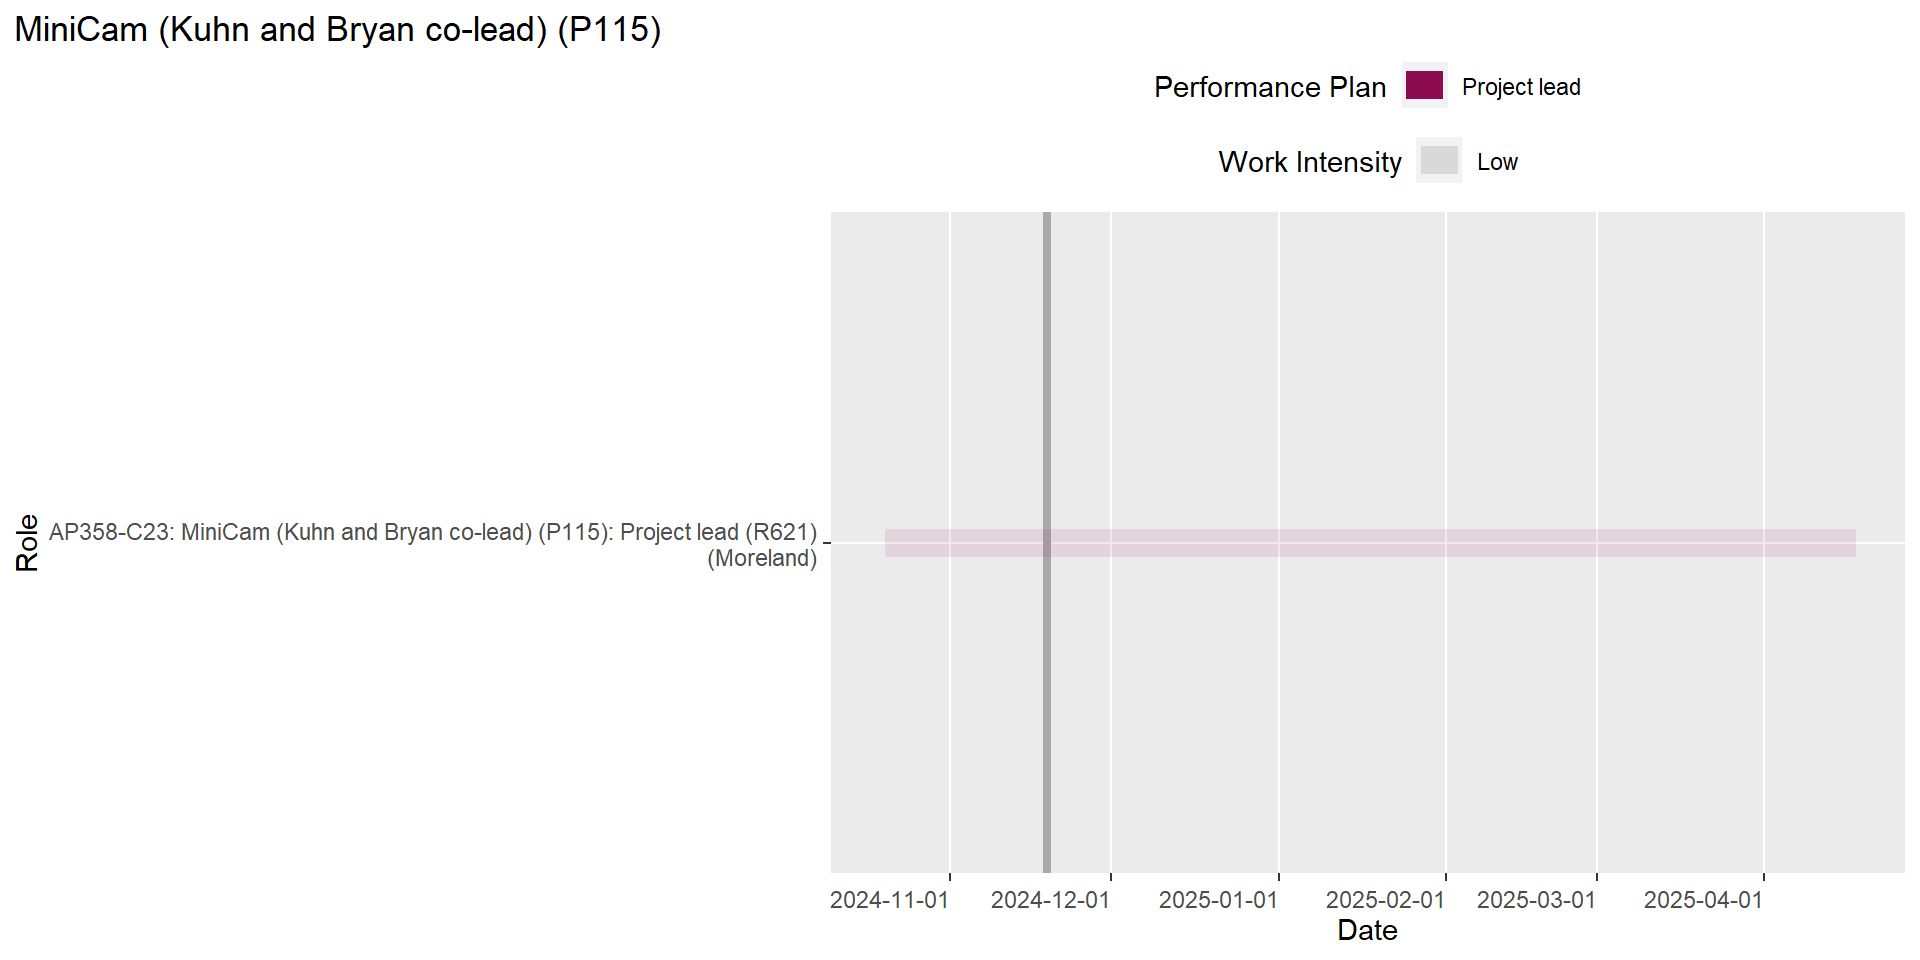 MiniCam (Kuhn and Bryan co-lead) (P115)
Performance Plan
Project lead
Work Intensity
Low
Role
AP358-C23: MiniCam (Kuhn and Bryan co-lead) (P115): Project lead (R621)
(Moreland)
2024-11-01
2024-12-01
2025-01-01
2025-02-01
2025-03-01
2025-04-01
Date